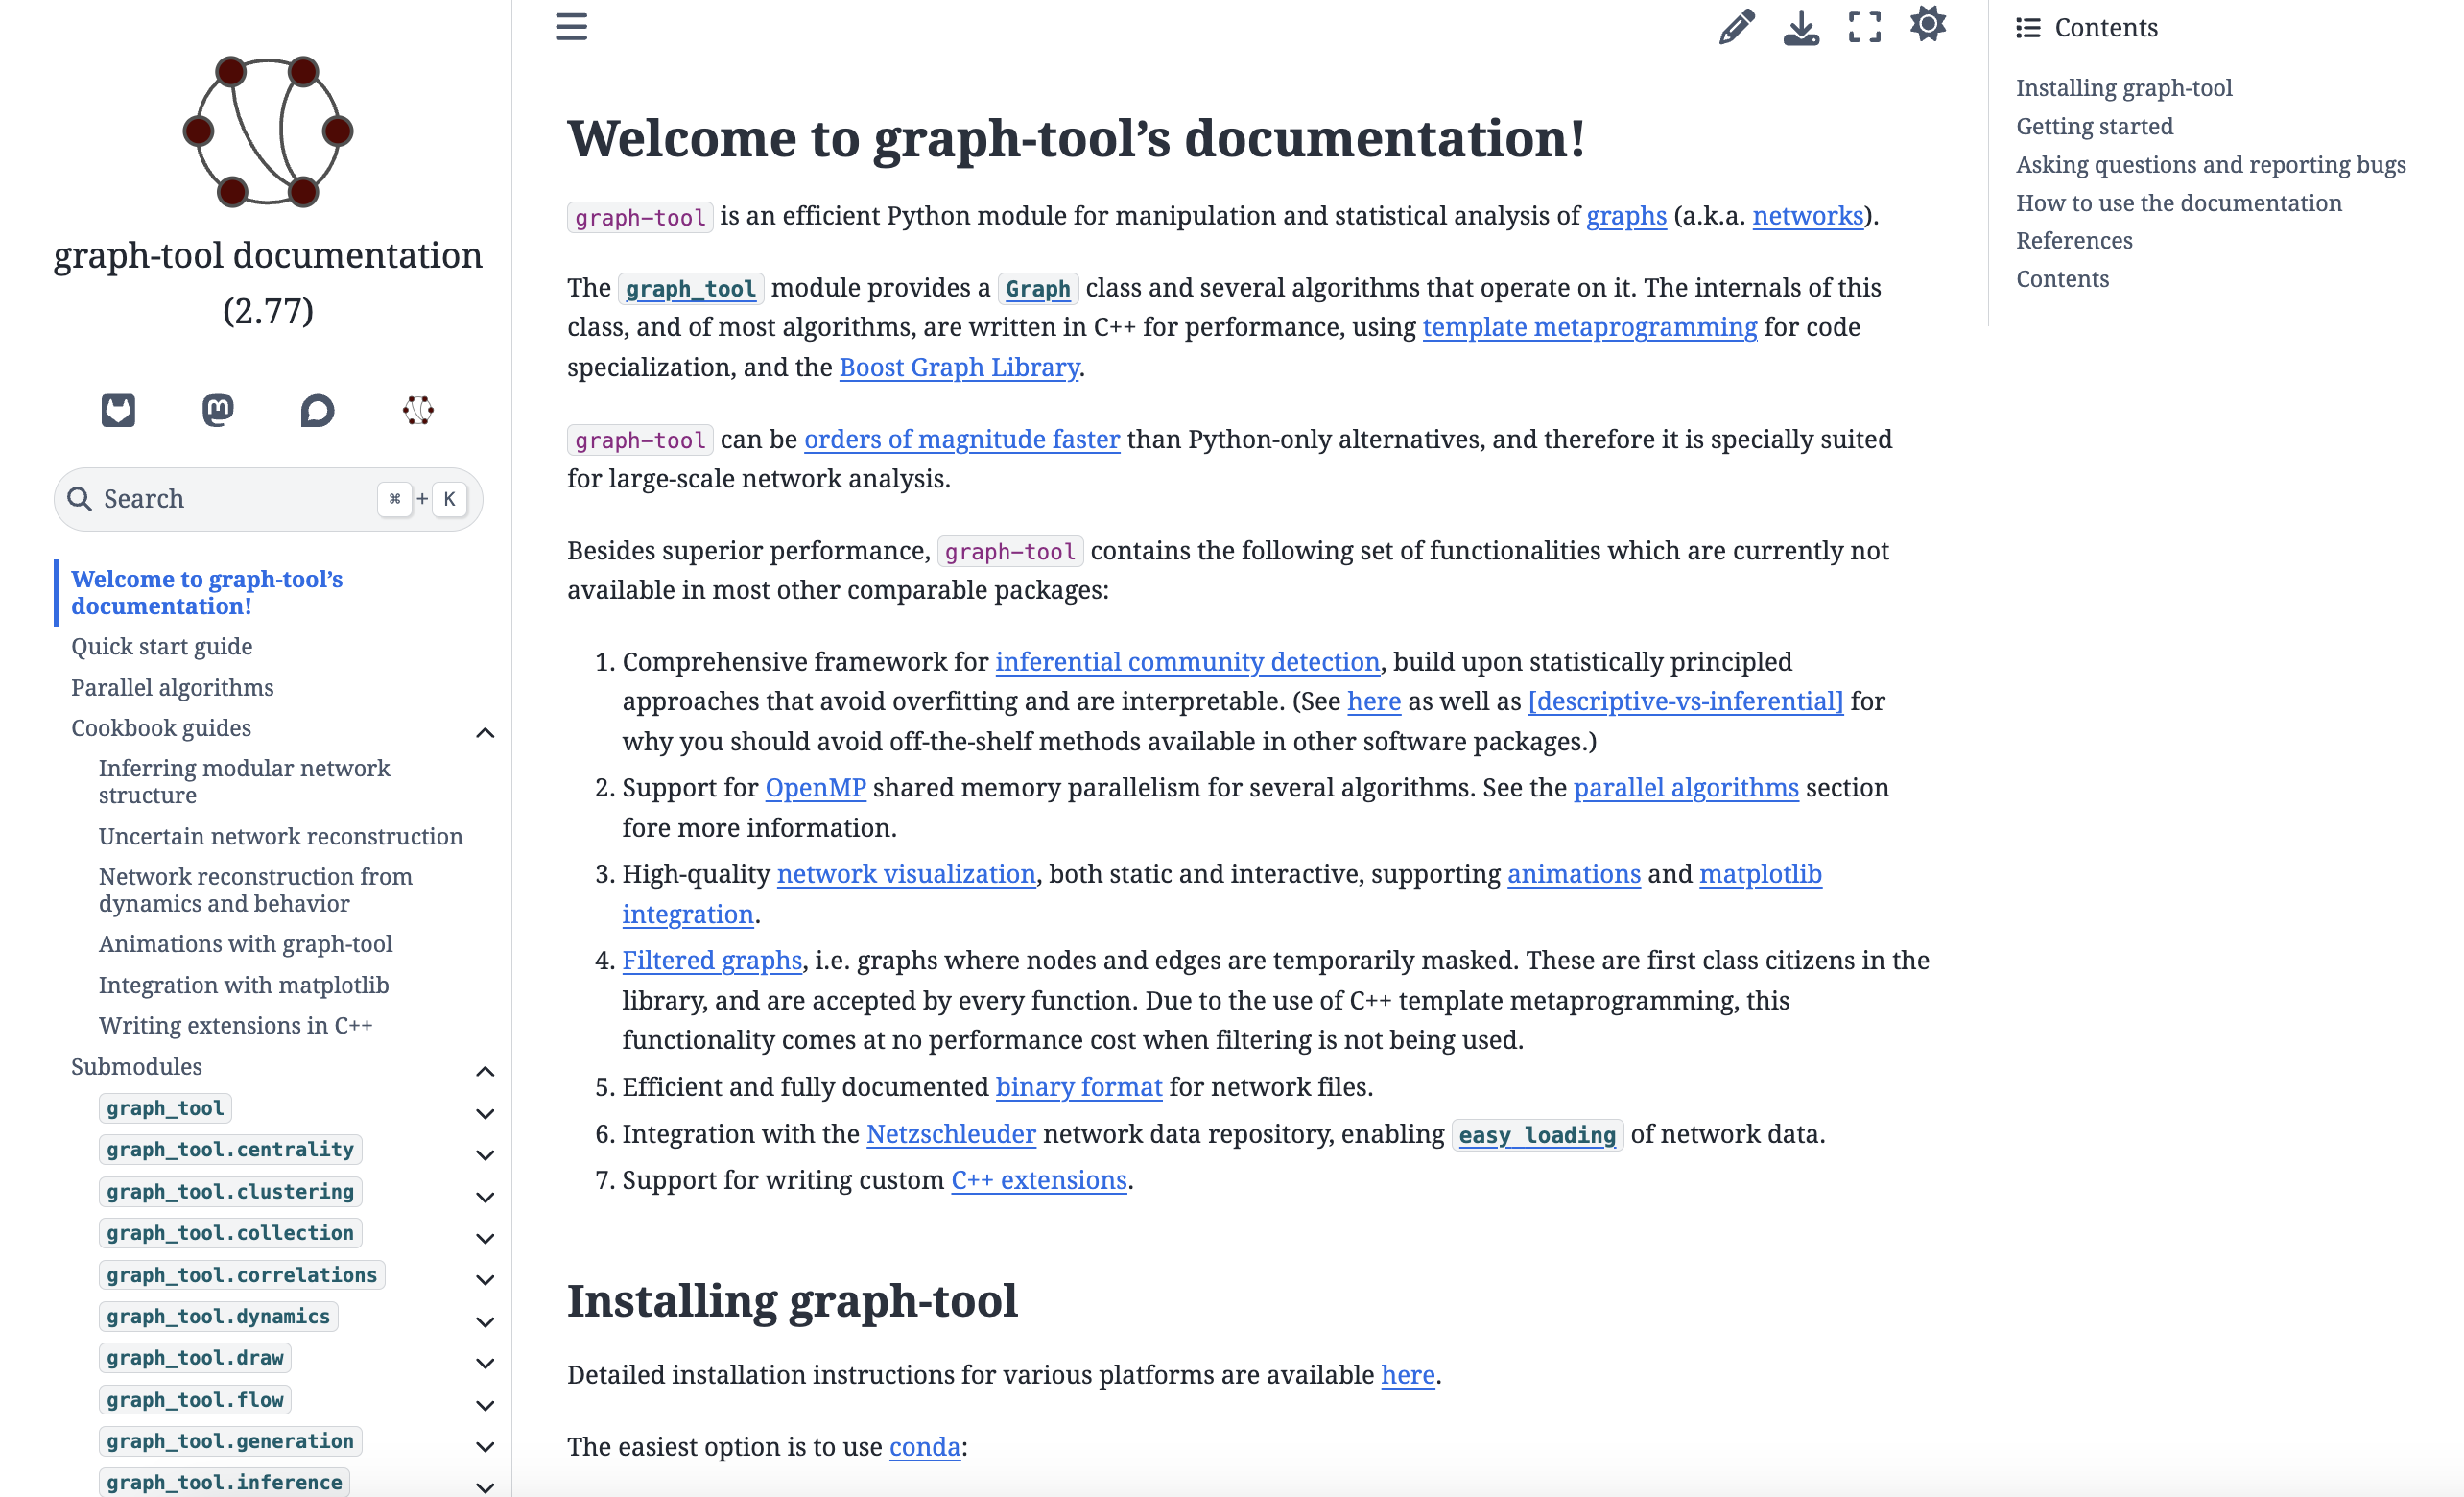 graph-tool documentation
(2.77)
Search
⌘ + K
Welcome to graph-tool’s
documentation!
Quick start guide
Parallel algorithms
Cookbook guides
Inferring modular network
structure
Uncertain network reconstruction
Network reconstruction from
dynamics and behavior
Animations with graph-tool
Integration with matplotlib
Writing extensions in C++
Submodules
graph_tool
graph_tool.centrality
graph_tool.clustering
graph_tool.collection
graph_tool.correlations
graph_tool.dynamics
graph_tool.draw
graph_tool.flow
graph_tool.generation
graph_tool.inference
Welcome to graph-tool’s documentation!
graph-tool is an efficient Python module for manipulation and statistical analysis of graphs (a.k.a. networks).
The graph_tool module provides a Graph class and several algorithms that operate on it. The internals of this
class, and of most algorithms, are written in C++ for performance, using template metaprogramming for code
specialization, and the Boost Graph Library.
graph-tool can be orders of magnitude faster than Python-only alternatives, and therefore it is specially suited
for large-scale network analysis.
Besides superior performance, graph-tool contains the following set of functionalities which are currently not
available in most other comparable packages:
1. Comprehensive framework for inferential community detection, build upon statistically principled
approaches that avoid overfitting and are interpretable. (See here as well as [descriptive-vs-inferential] for
why you should avoid off-the-shelf methods available in other software packages.)
2. Support for OpenMP shared memory parallelism for several algorithms. See the parallel algorithms section
fore more information.
3. High-quality network visualization, both static and interactive, supporting animations and matplotlib
integration.
4. Filtered graphs, i.e. graphs where nodes and edges are temporarily masked. These are first class citizens in the
library, and are accepted by every function. Due to the use of C++ template metaprogramming, this
functionality comes at no performance cost when filtering is not being used.
5. Efficient and fully documented binary format for network files.
6. Integration with the Netzschleuder network data repository, enabling easy loading of network data.
7. Support for writing custom C++ extensions.
Installing graph-tool
Detailed installation instructions for various platforms are available here.
The easiest option is to use conda:
Contents
Installing graph-tool
Getting started
Asking questions and reporting bugs
How to use the documentation
References
Contents